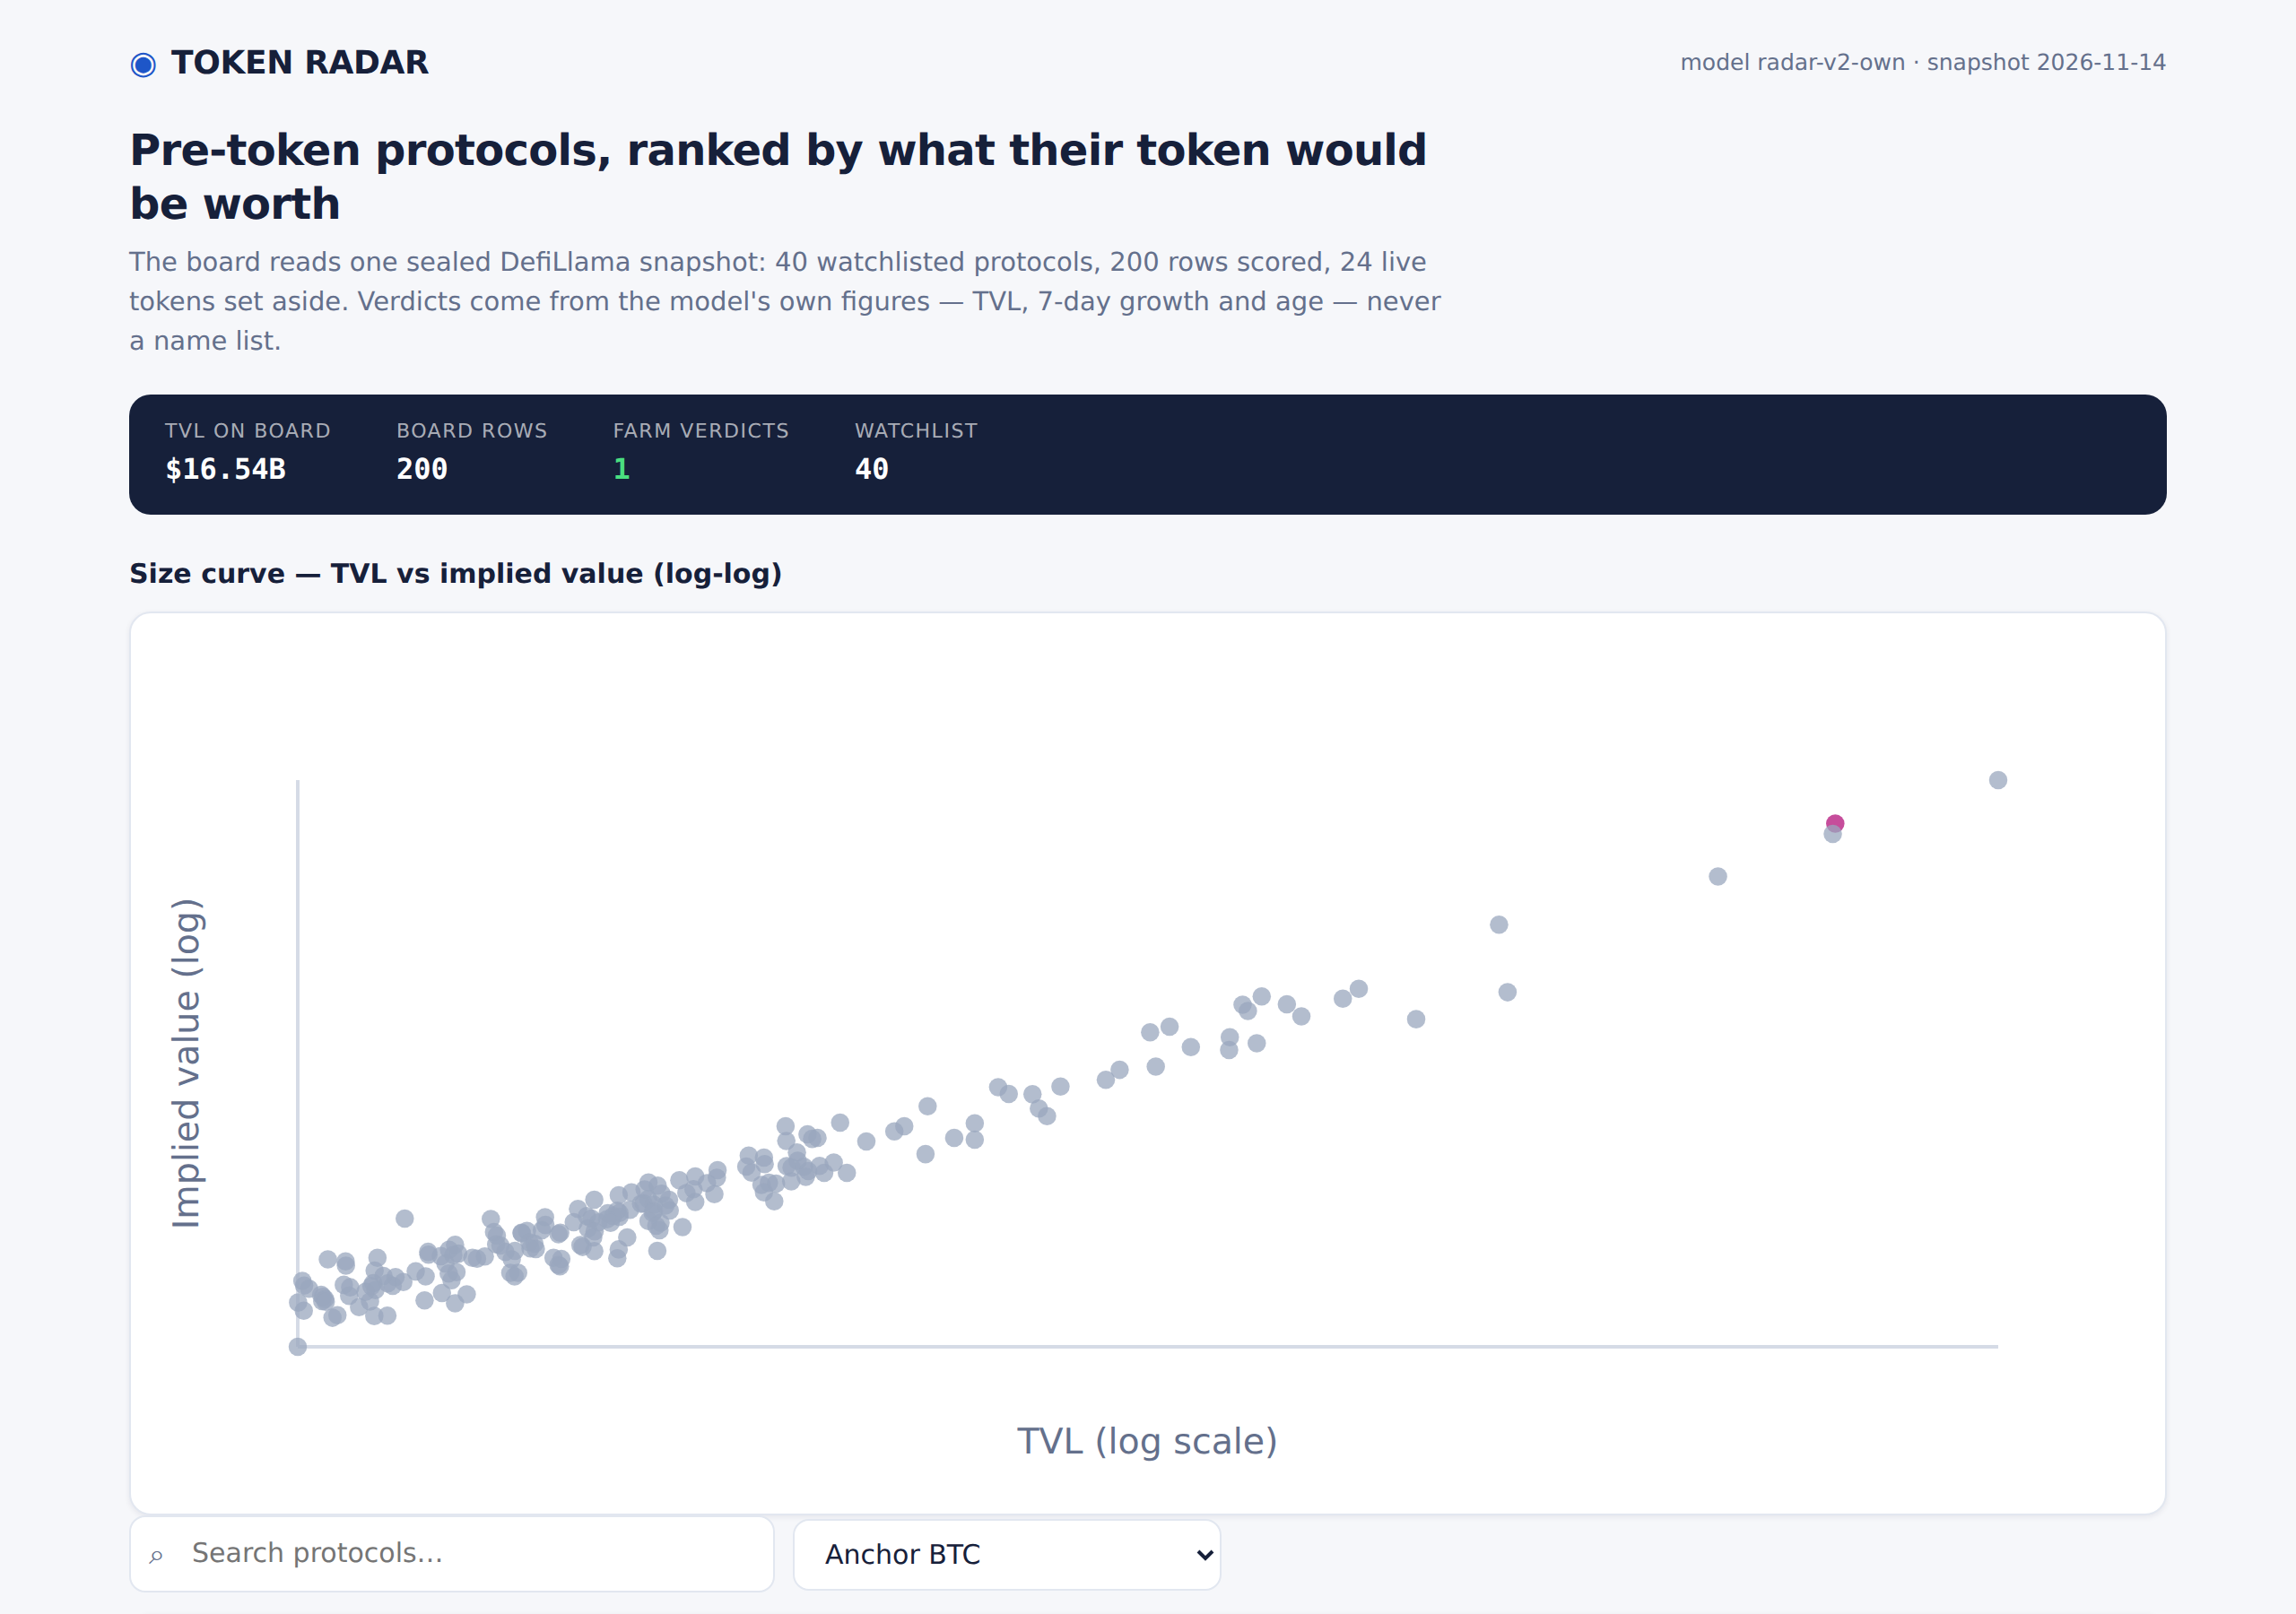 ◉ TOKEN RADAR
model radar-v2-own · snapshot 2026-11-14
Pre-token protocols, ranked by what their token would
be worth
The board reads one sealed DefiLlama snapshot: 40 watchlisted protocols, 200 rows scored, 24 live
tokens set aside. Verdicts come from the model's own figures — TVL, 7-day growth and age — never
a name list.
TVL ON BOARD
$16.54B
BOARD ROWS
200
FARM VERDICTS
1
WATCHLIST
40
Size curve — TVL vs implied value (log-log)
Implied value (log)
TVL (log scale)
⌕ Search protocols…
Anchor BTC